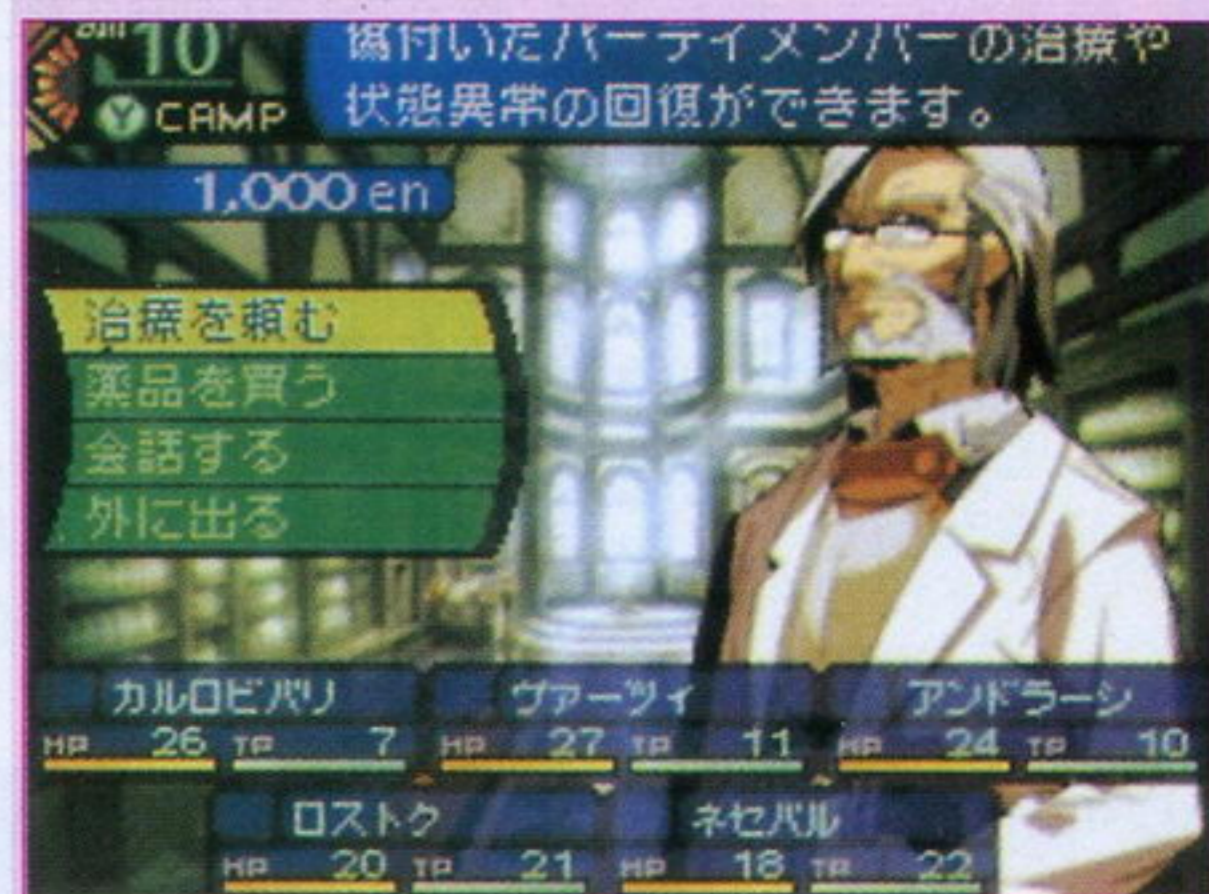 10
傷付いたパーティメンバーの治療や
状態異常の回復ができます。
Y CAMP
1,000 en
治療を頼む
薬品を買う
会話する
外に出る
カルロビバリ
ヴァーツィ
アンドラーシ
HP 26 TP 7
HP 27 TP 11
HP 24 TP 10
ロストク
ネセバル
HP 20 TP 21
HP 18 TP 22